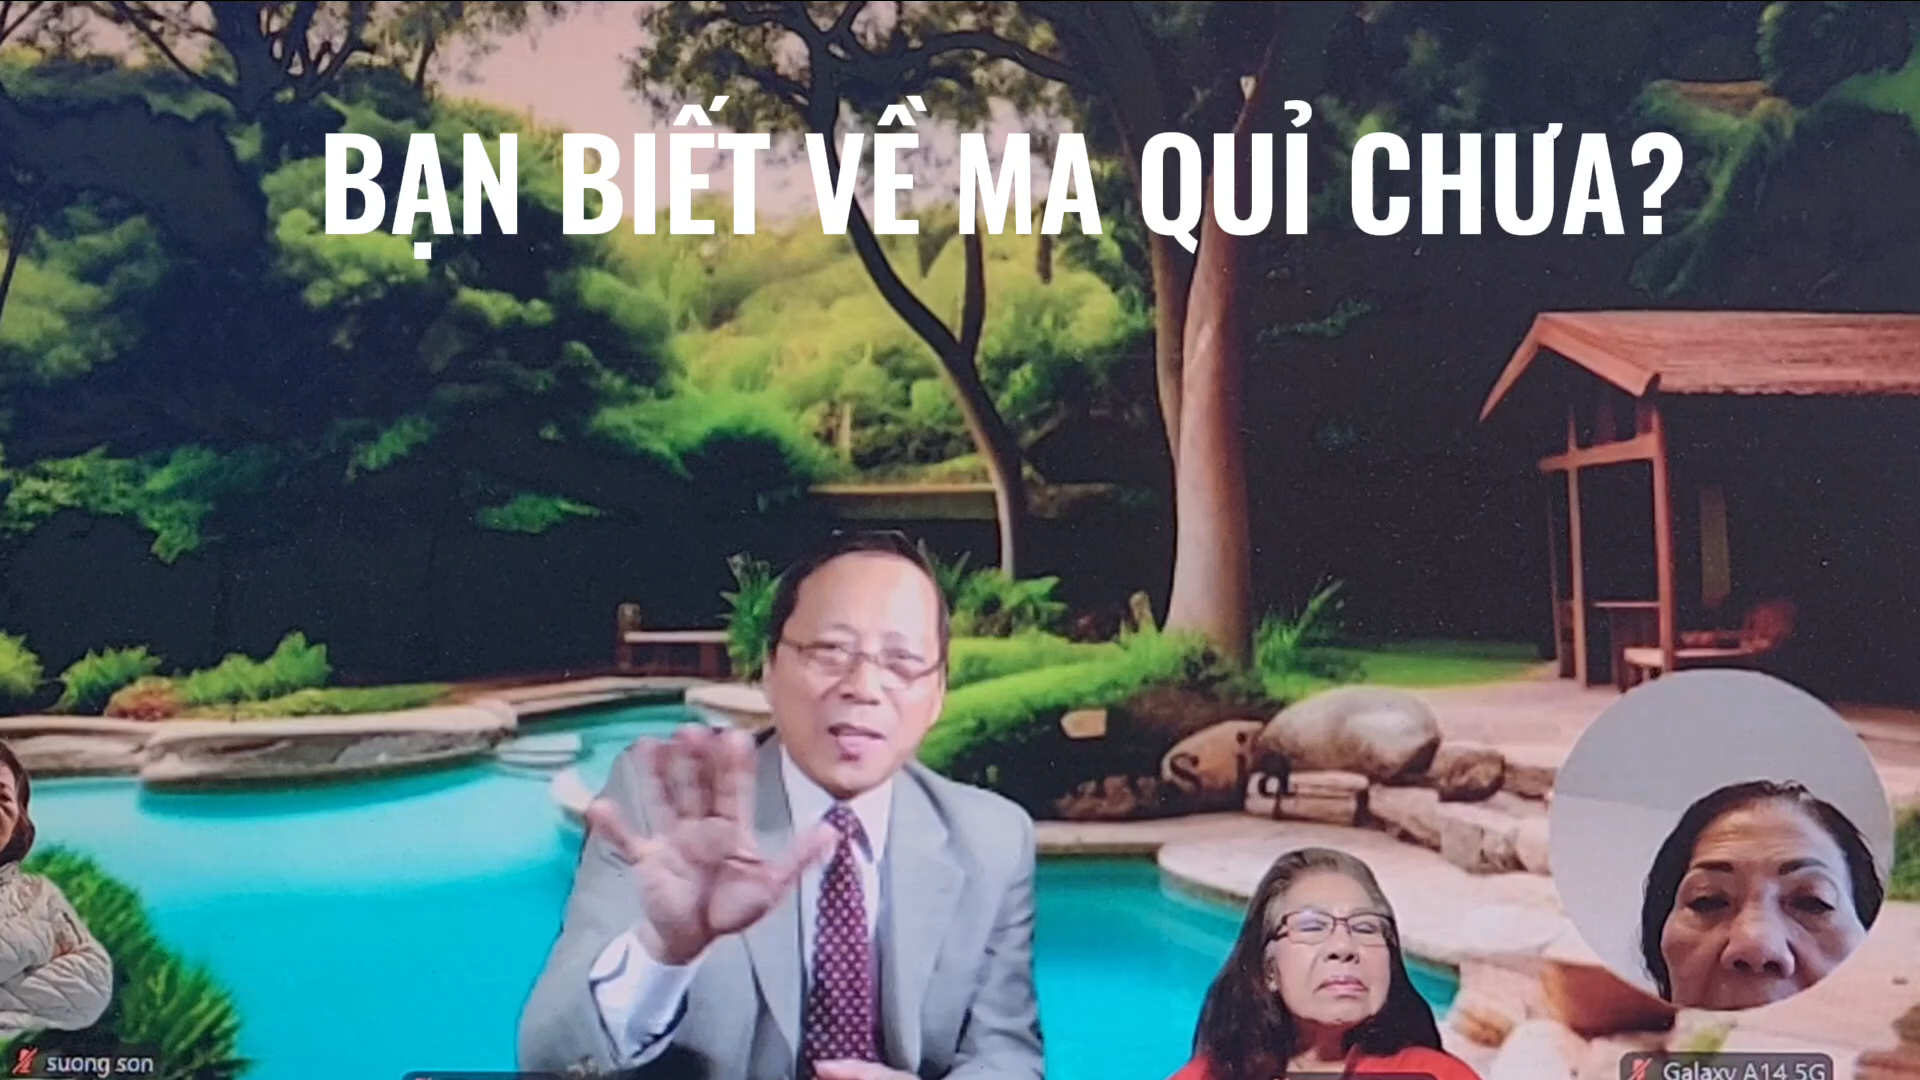 BẠN BIẾT VỀ MA QUỈ CHƯA?
suong son
Galaxy A14 5G